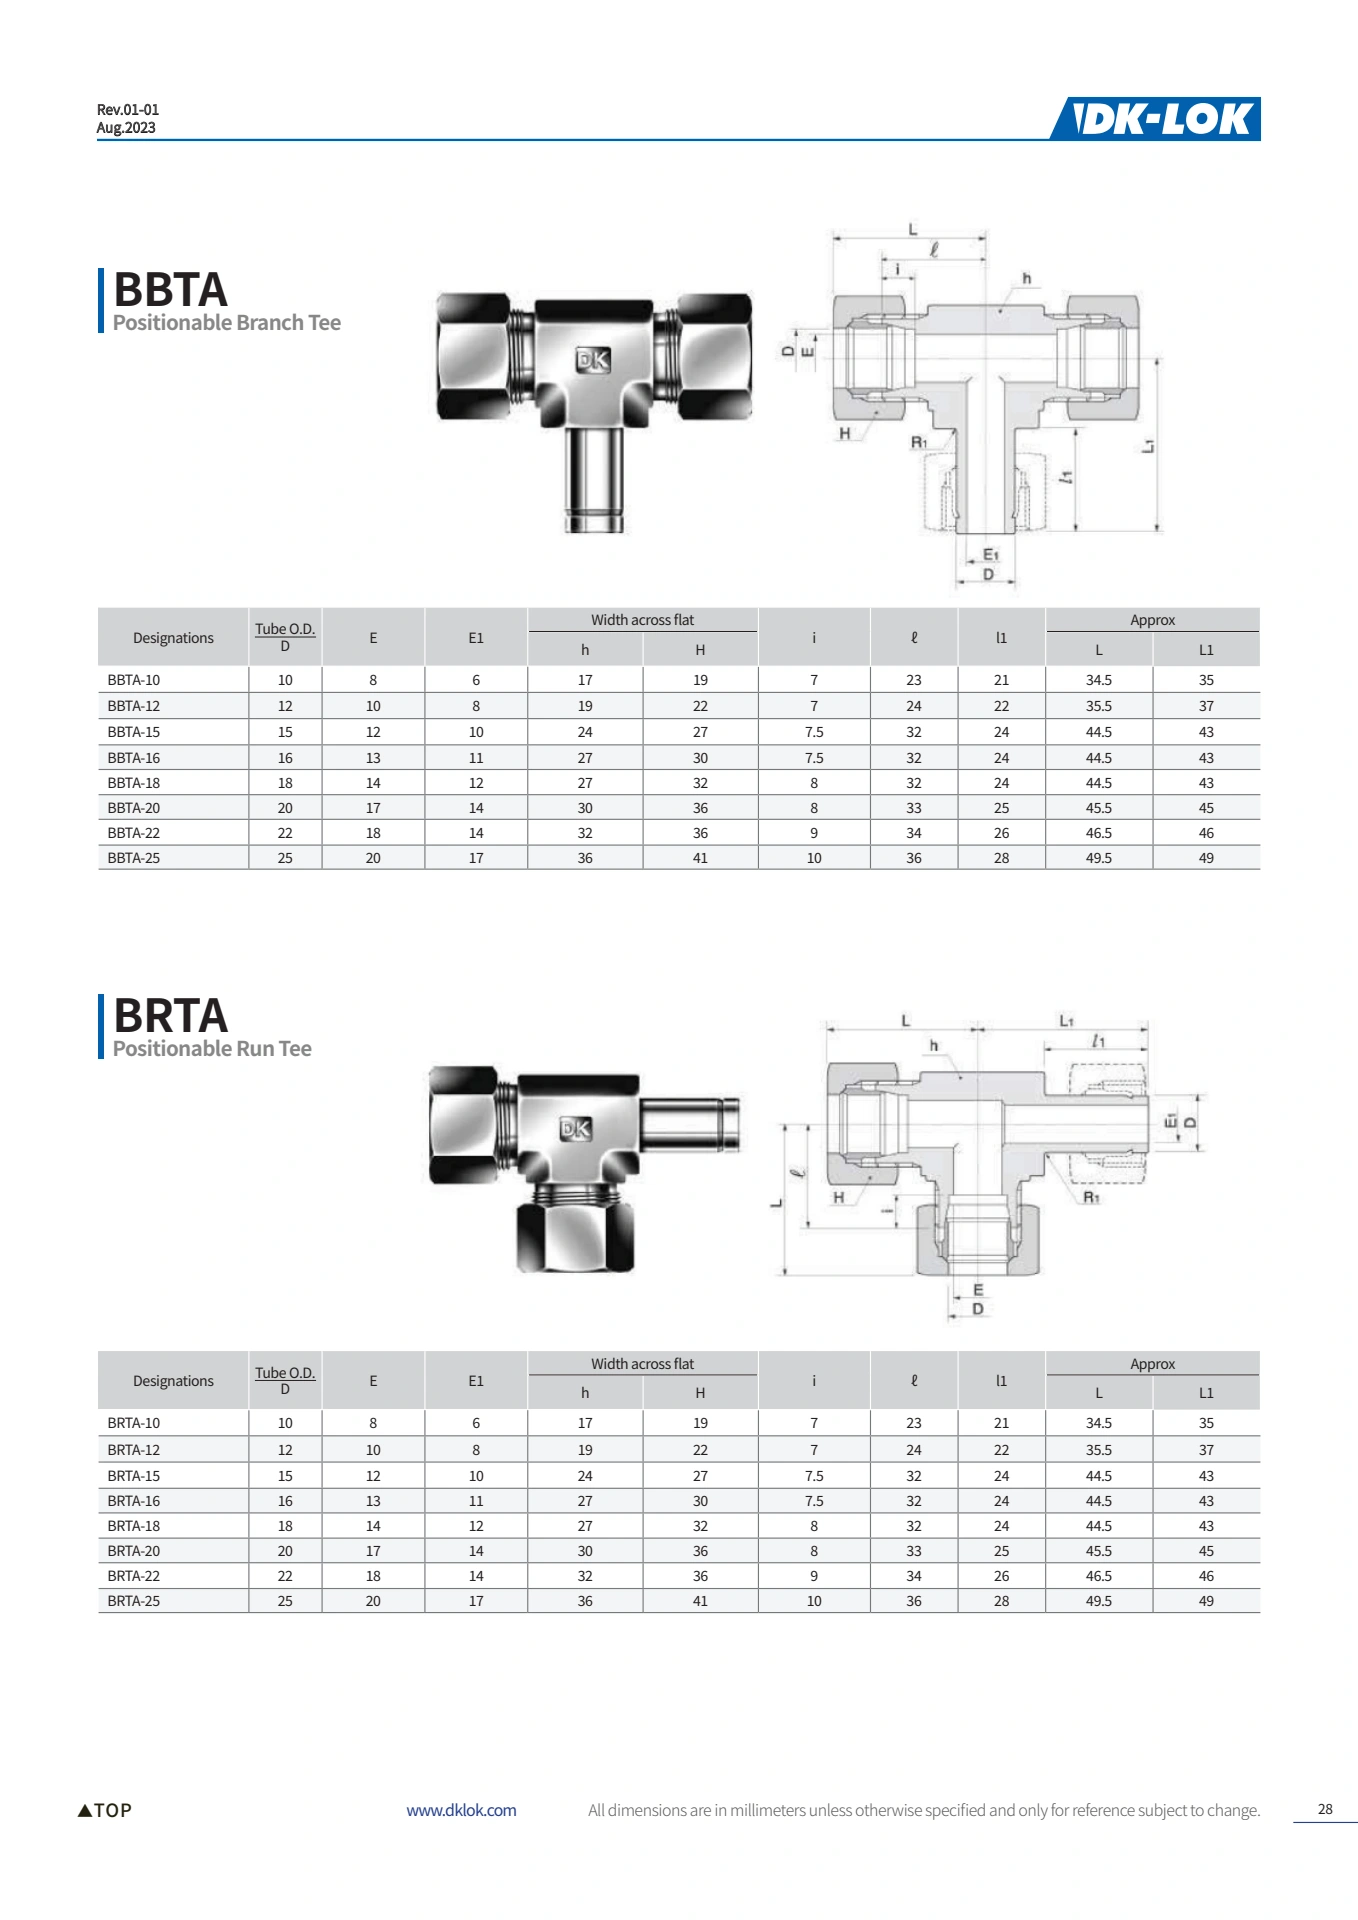 Rev.01-01
Aug.2023
DK-LOK
BBTA
Positionable Branch Tee
DK
L
ℓ
i
h
D
E
H
R1
l1
L1
E1
D
Designations Tube O.D. D E E1 Width across flat h H i ℓ l1 Approx L L1
BBTA-10 10 8 6 17 19 7 23 21 34.5 35
BBTA-12 12 10 8 19 22 7 24 22 35.5 37
BBTA-15 15 12 10 24 27 7.5 32 24 44.5 43
BBTA-16 16 13 11 27 30 7.5 32 24 44.5 43
BBTA-18 18 14 12 27 32 8 32 24 44.5 43
BBTA-20 20 17 14 30 36 8 33 25 45.5 45
BBTA-22 22 18 14 32 36 9 34 26 46.5 46
BBTA-25 25 20 17 36 41 10 36 28 49.5 49
BRTA
Positionable Run Tee
DK
L L1
h l1
E1 D
ℓ
L
H
i
R1
E
D
Designations Tube O.D. D E E1 Width across flat h H i ℓ l1 Approx L L1
BRTA-10 10 8 6 17 19 7 23 21 34.5 35
BRTA-12 12 10 8 19 22 7 24 22 35.5 37
BRTA-15 15 12 10 24 27 7.5 32 24 44.5 43
BRTA-16 16 13 11 27 30 7.5 32 24 44.5 43
BRTA-18 18 14 12 27 32 8 32 24 44.5 43
BRTA-20 20 17 14 30 36 8 33 25 45.5 45
BRTA-22 22 18 14 32 36 9 34 26 46.5 46
BRTA-25 25 20 17 36 41 10 36 28 49.5 49
▲TOP www.dklok.com All dimensions are in millimeters unless otherwise specified and only for reference subject to change. 28